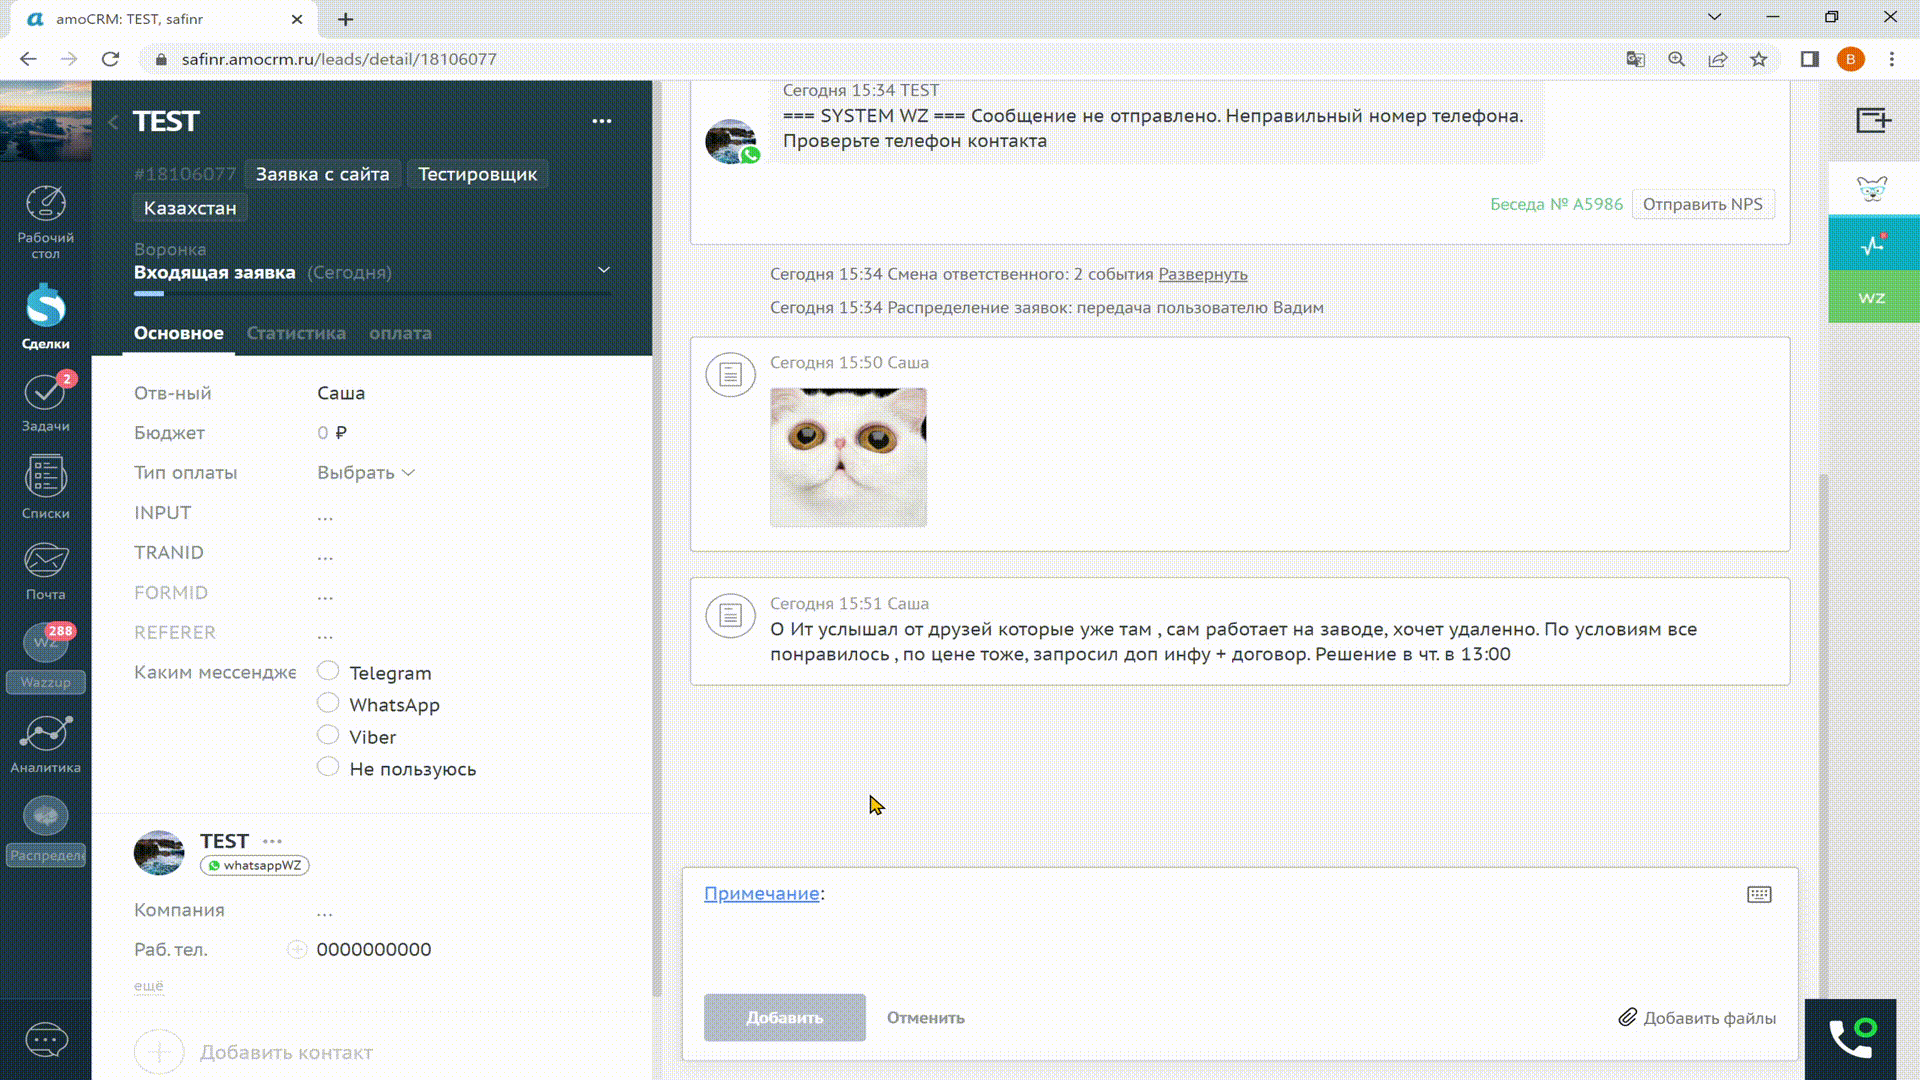 amoCRM: TEST, safinr
safinr.amocrm.ru/leads/detail/18106077
B
Рабочий
стол
Сделки
2
Задачи
Списки
Почта
288
WZ
Wazzup
Аналитика
Распредел
TEST
#18106077 Заявка с сайта Тестировщик
Казахстан
Воронка
Входящая заявка (Сегодня)
Основное Статистика оплата
Отв-ный Саша
Бюджет 0 ₽
Тип оплаты Выбрать
INPUT ...
TRANID ...
FORMID ...
REFERER ...
Каким мессендже Telegram
WhatsApp
Viber
Не пользуюсь
TEST
whatsappWZ
Компания ...
Раб. тел. 0000000000
ещё
Добавить контакт
Сегодня 15:34 TEST
=== SYSTEM WZ === Сообщение не отправлено. Неправильный номер телефона.
Проверьте телефон контакта
Беседа № A5986 Отправить NPS
Сегодня 15:34 Смена ответственного: 2 события Развернуть
Сегодня 15:34 Распределение заявок: передача пользователю Вадим
Сегодня 15:50 Саша
Сегодня 15:51 Саша
О Ит услышал от друзей которые уже там , сам работает на заводе, хочет удаленно. По условиям все
понравилось , по цене тоже, запросил доп инфу + договор. Решение в чт. в 13:00
Примечание:
Добавить Отменить Добавить файлы
WZ